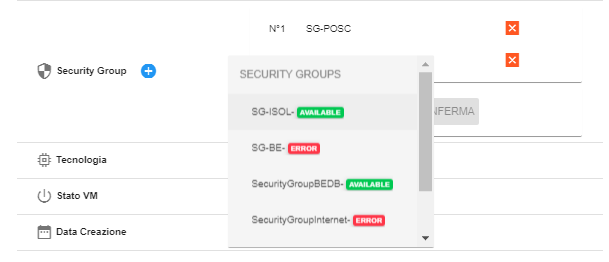 N°1 SG-POSC
Security Group
SECURITY GROUPS
SG-ISOL- AVAILABLE
NFERMA
SG-BE- ERROR
Tecnologia
SecurityGroupBEDB- AVAILABLE
Stato VM
SecurityGroupInternet- ERROR
Data Creazione